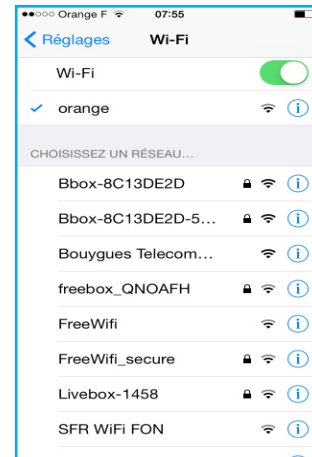 Orange F 07:55
Réglages Wi-Fi
Wi-Fi
orange
CHOISISSEZ UN RÉSEAU...
Bbox-8C13DE2D
Bbox-8C13DE2D-5...
Bouygues Telecom...
freebox_QNOAFH
FreeWifi
FreeWifi_secure
Livebox-1458
SFR WiFi FON